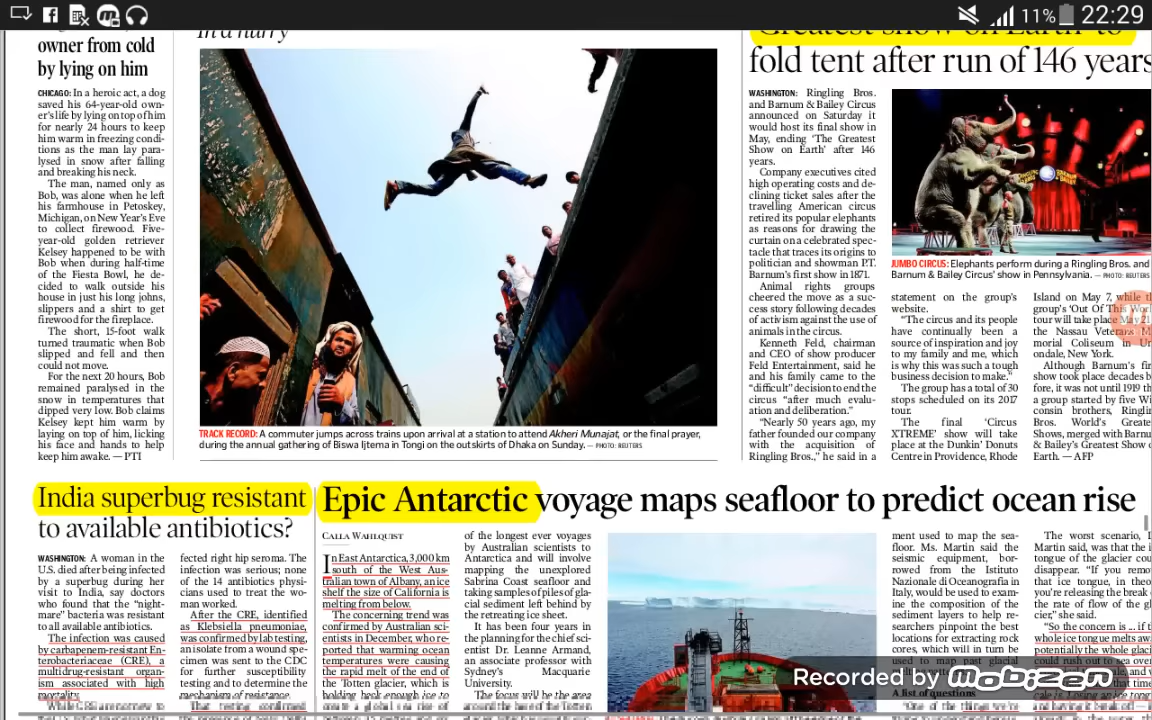 11% 22:29
owner from cold
by lying on him
CHICAGO: In a heroic act, a dog
saved his 64-year-old own-
er's life by lying on top of him
for nearly 24 hours to keep
him warm in freezing condi-
tions as the man lay para-
lysed in snow after falling
and breaking his neck.
The man, named only as
Bob, was alone when he left
his farmhouse in Petoskey,
Michigan, on New Year's Eve
to collect firewood. Five-
year-old golden retriever
Kelsey happened to be with
Bob when during half-time
of the Fiesta Bowl, he de-
cided to walk outside his
house in just his long johns,
slippers and a shirt to get
firewood for the fireplace.
The short, 15-foot walk
turned traumatic when Bob
slipped and fell and then
could not move.
For the next 20 hours, Bob
remained paralysed in the
snow in temperatures that
dipped very low. Bob claims
Kelsey kept him warm by
laying on top of him, licking
his face and hands to help
keep him awake. — PTI
In a hurry
TRACK RECORD: A commuter jumps across trains upon arrival at a station to attend Akheri Munajat, or the final prayer,
during the annual gathering of Biswa Ijtema in Tongi on the outskirts of Dhaka on Sunday. — PHOTO: REUTERS
'Greatest show on Earth' to
fold tent after run of 146 years
WASHINGTON: Ringling Bros.
and Barnum & Bailey Circus
announced on Saturday it
would host its final show in
May, ending 'The Greatest
Show on Earth' after 146
years.
Company executives cited
high operating costs and de-
clining ticket sales after the
travelling American circus
retired its popular elephants
as reasons for drawing the
curtain on a celebrated spec-
tacle that traces its origins to
politician and showman P.T.
Barnum's first show in 1871.
Animal rights groups
cheered the move as a suc-
cess story following decades
of activism against the use of
animals in the circus.
Kenneth Feld, chairman
and CEO of show producer
Feld Entertainment, said he
and his family came to the
"difficult" decision to end the
circus "after much evalu-
ation and deliberation."
"Nearly 50 years ago, my
father founded our company
with the acquisition of
Ringling Bros.," he said in a
JUMBO CIRCUS: Elephants perform during a Ringling Bros. and
Barnum & Bailey Circus' show in Pennsylvania. — PHOTO: REUTERS
statement on the group's
website.
"The circus and its people
have continually been a
source of inspiration and joy
to my family and me, which
is why this was such a tough
business decision to make."
The group has a total of 30
stops scheduled on its 2017
tour.
The final 'Circus
XTREME' show will take
place at the Dunkin' Donuts
Centre in Providence, Rhode
Island on May 7, while
group's 'Out Of This
tour will take place May 21
the Nassau Veterans
morial Coliseum in
ondale, New York.
Although Barnum's
show took place decades
fore, it was not until 1919
a group started by five
consin brothers,
Bros. World's
Shows, merged with
& Bailey's Greatest
Earth. — AFP
India superbug resistant
to available antibiotics?
WASHINGTON: A woman in the
U.S. died after being infected
by a superbug during her
visit to India, say doctors
who found that the "night-
mare" bacteria was resistant
to all available antibiotics.
The infection was caused
by carbapenem-resistant En-
terobacteriaceae (CRE), a
multidrug-resistant organ-
ism associated with high
mortality.
fected right hip seroma. The
infection was serious; none
of the 14 antibiotics physi-
cians used to treat the wo-
man worked.
After the CRE, identified
as Klebsiella pneumoniae,
was confirmed by lab testing,
an isolate from a wound spe-
cimen was sent to the CDC
for further susceptibility
testing and to determine the
mechanism of resistance.
That testing confirmed
Epic Antarctic voyage maps seafloor to predict ocean rise
CALLA WAHLQUIST
In East Antarctica, 3,000 km
south of the West Aus-
tralian town of Albany, an ice
shelf the size of California is
melting from below.
The concerning trend was
confirmed by Australian sci-
entists in December, who re-
ported that warming ocean
temperatures were causing
the rapid melt of the end of
the Totten glacier, which is
holding back enough ice to
of the longest ever voyages
by Australian scientists to
Antarctica and will involve
mapping the unexplored
Sabrina Coast seafloor and
taking samples of piles of gla-
cial sediment left behind by
the retreating ice sheet.
It has been four years in
the planning for the chief sci-
entist Dr. Leanne Armand,
an associate professor with
Sydney's Macquarie
University.
The focus will be the area
ment used to map the sea-
floor. Ms. Martin said the
seismic equipment, bor-
rowed from the Istituto
Nazionale di Oceanografia in
Italy, would be used to exam-
ine the composition of the
sediment layers to help re-
searchers pinpoint the best
locations for extracting rock
cores, which will in turn be
used to map past glacial
A list of questions
The worst scenario,
Martin said, was that the
tongue of the glacier
disappear. "If you
that ice tongue, in
you're releasing the break
the rate of flow of the
cier," she said.
"So the concern is ... if
whole ice tongue melts
potentially the whole
could rush out to sea
Recorded by mobizen